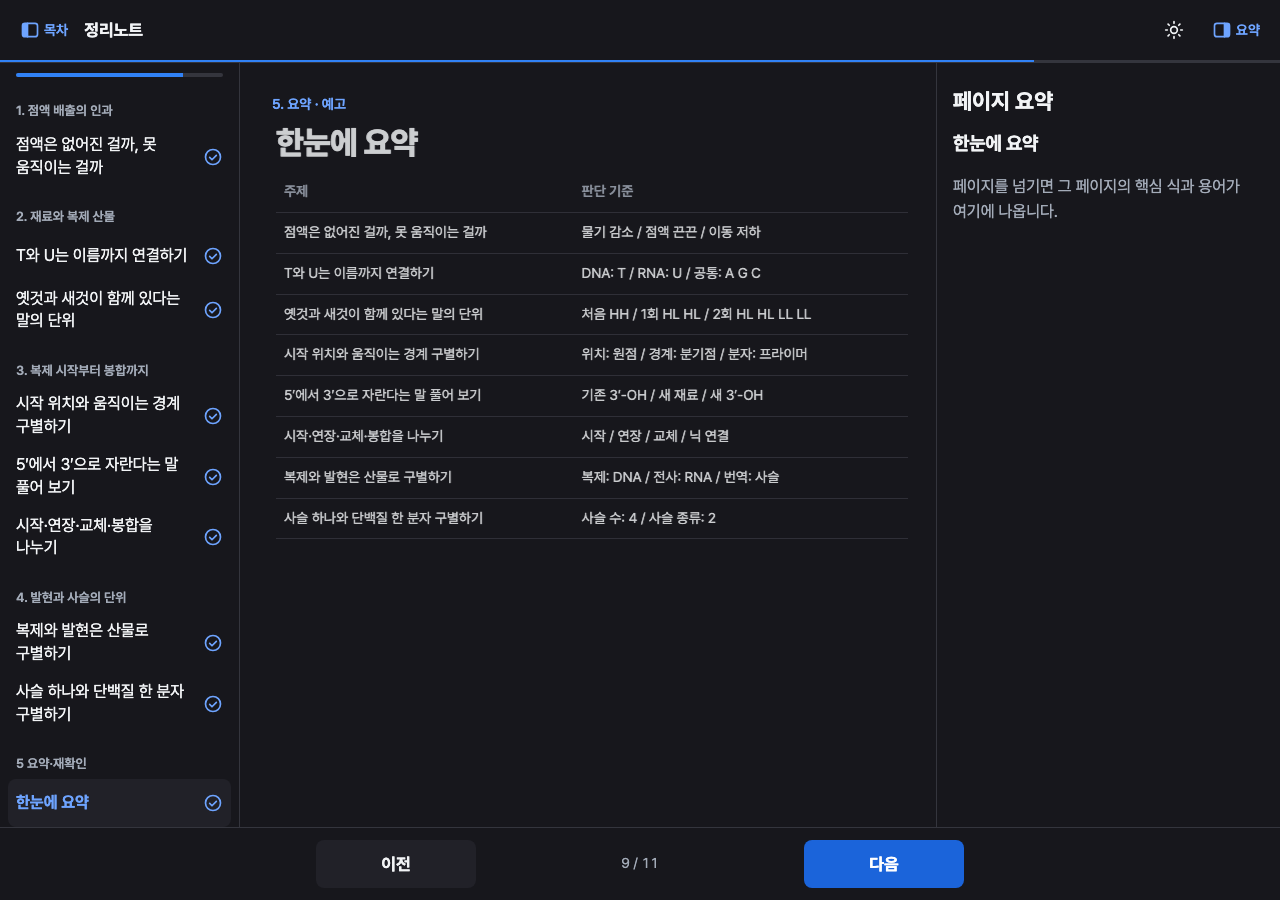 목차 정리노트 요약
1. 점액 배출의 인과
점액은 없어진 걸까, 못
움직이는 걸까
2. 재료와 복제 산물
T와 U는 이름까지 연결하기
옛것과 새것이 함께 있다는
말의 단위
3. 복제 시작부터 봉합까지
시작 위치와 움직이는 경계
구별하기
5′에서 3′으로 자란다는 말
풀어 보기
시작·연장·교체·봉합을
나누기
4. 발현과 사슬의 단위
복제와 발현은 산물로
구별하기
사슬 하나와 단백질 한 분자
구별하기
5 요약·재확인
한눈에 요약
5. 요약 · 예고
한눈에 요약
주제 판단 기준
점액은 없어진 걸까, 못 움직이는 걸까 물기 감소 / 점액 끈끈 / 이동 저하
T와 U는 이름까지 연결하기 DNA: T / RNA: U / 공통: A G C
옛것과 새것이 함께 있다는 말의 단위 처음 HH / 1회 HL HL / 2회 HL HL LL LL
시작 위치와 움직이는 경계 구별하기 위치: 원점 / 경계: 분기점 / 분자: 프라이머
5′에서 3′으로 자란다는 말 풀어 보기 기존 3′-OH / 새 재료 / 새 3′-OH
시작·연장·교체·봉합을 나누기 시작 / 연장 / 교체 / 닉 연결
복제와 발현은 산물로 구별하기 복제: DNA / 전사: RNA / 번역: 사슬
사슬 하나와 단백질 한 분자 구별하기 사슬 수: 4 / 사슬 종류: 2
페이지 요약
한눈에 요약
페이지를 넘기면 그 페이지의 핵심 식과 용어가
여기에 나옵니다.
이전 9 / 11 다음